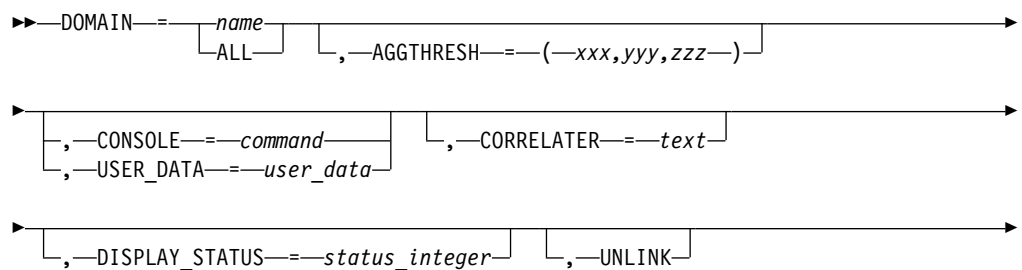 DOMAIN = name , AGGTHRESH = ( xxx,yyy,zzz )
ALL
, CONSOLE = command , CORRELATER = text
, USER_DATA = user_data
, DISPLAY_STATUS = status_integer , UNLINK